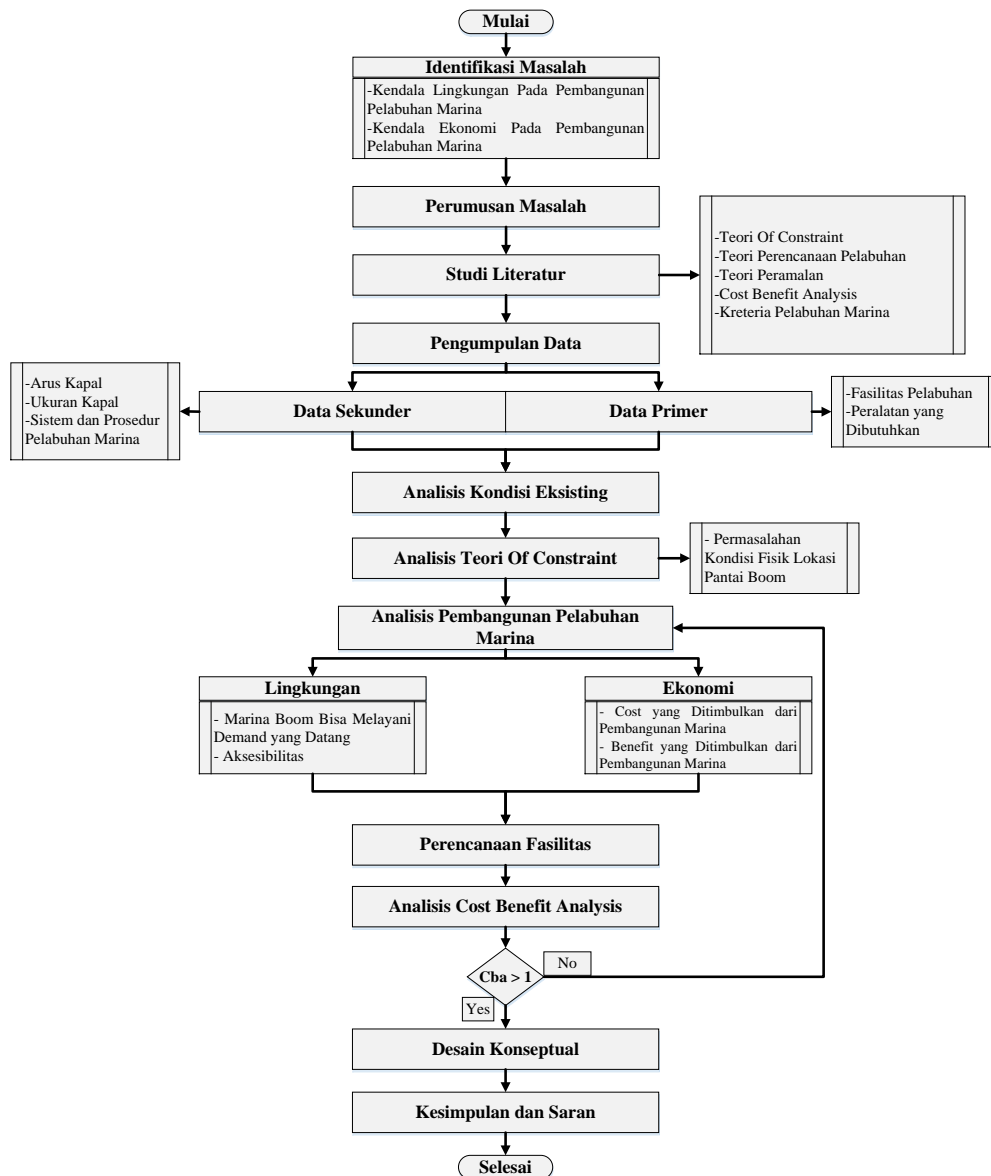 Mulai
Identifikasi Masalah
-Kendala Lingkungan Pada Pembangunan
Pelabuhan Marina
-Kendala Ekonomi Pada Pembangunan
Pelabuhan Marina
Perumusan Masalah
Studi Literatur
-Teori Of Constraint
-Teori Perencanaan Pelabuhan
-Teori Peramalan
-Cost Benefit Analysis
-Kreteria Pelabuhan Marina
Pengumpulan Data
-Arus Kapal
-Ukuran Kapal
-Sistem dan Prosedur
Pelabuhan Marina
Data Sekunder
Data Primer
-Fasilitas Pelabuhan
-Peralatan yang
Dibutuhkan
Analisis Kondisi Eksisting
Analisis Teori Of Constraint
- Permasalahan
Kondisi Fisik Lokasi
Pantai Boom
Analisis Pembangunan Pelabuhan
Marina
Lingkungan
- Marina Boom Bisa Melayani
Demand yang Datang
- Aksesibilitas
Ekonomi
- Cost yang Ditimbulkan dari
Pembangunan Marina
- Benefit yang Ditimbulkan dari
Pembangunan Marina
Perencanaan Fasilitas
Analisis Cost Benefit Analysis
Cba > 1
No
Yes
Desain Konseptual
Kesimpulan dan Saran
Selesai